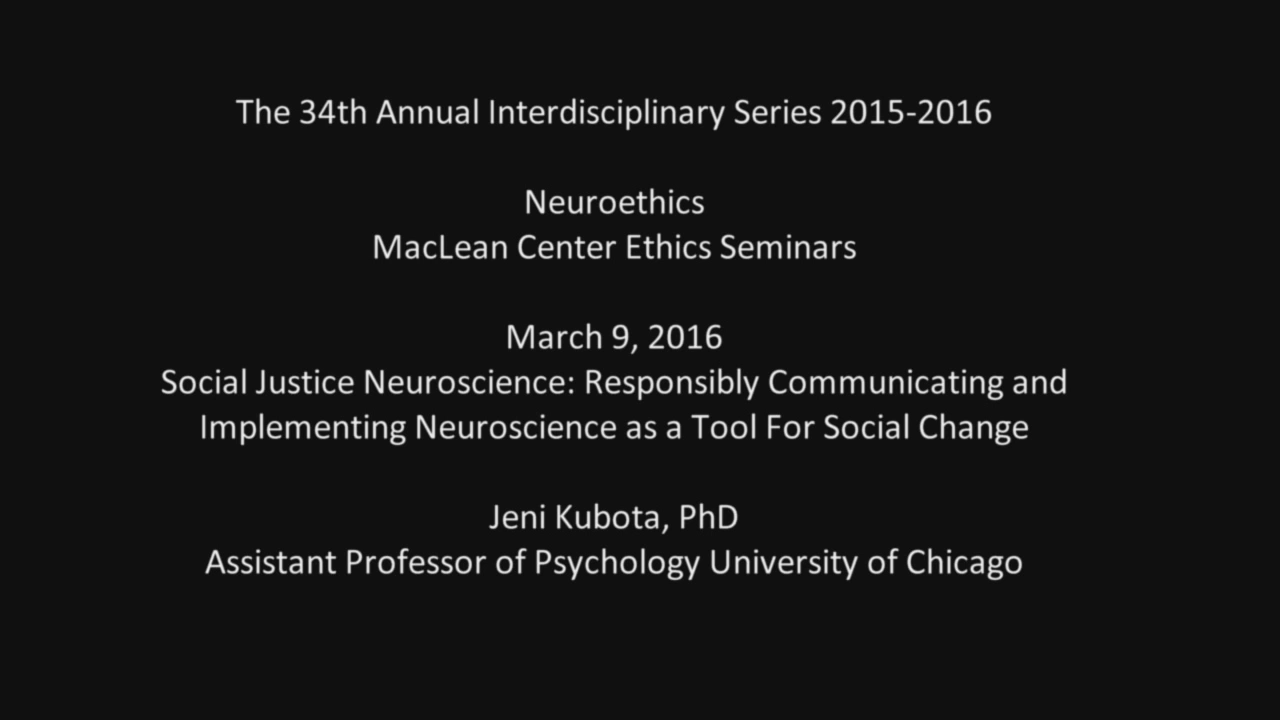 The 34th Annual Interdisciplinary Series 2015-2016
Neuroethics
MacLean Center Ethics Seminars
March 9, 2016
Social Justice Neuroscience: Responsibly Communicating and
Implementing Neuroscience as a Tool For Social Change
Jeni Kubota, PhD
Assistant Professor of Psychology University of Chicago